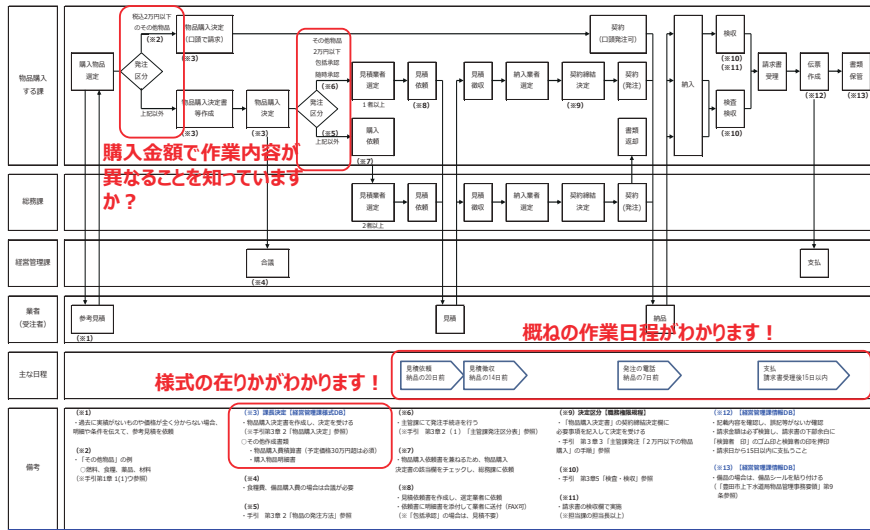 税込2万円以下
のその他物品
(※2)
物品購入決定
(口頭で請求)
(※3)
その他物品
2万円以下
包括承認
随時承認
(※6)
契約
(口頭発注可)
検収
(※10)
(※11)
物品購入
する課
購入物品
選定
発注
区分
見積業者
選定
1者以上
見積
依頼
(※8)
見積
徴収
納入業者
選定
契約締結
決定
(※9)
契約
(発注)
納入
請求書
受理
伝票
作成
(※12)
書類
保管
(※13)
上記以外
物品購入決定書
等作成
(※3)
物品購入
決定
(※3)
発注
区分
(※5)
上記以外
購入
依頼
(※7)
書類
返却
検査
検収
(※10)
購入金額で作業内容が
異なることを知っています
か？
総務課
見積業者
選定
2者以上
見積
依頼
見積
徴収
納入業者
選定
契約締結
決定
契約
(発注)
経営管理課
合議
(※4)
支払
業者
(受注者)
参考見積
(※1)
見積
納品
概ねの作業日程がわかります！
様式の在りかがわかります！
主な日程
見積依頼
納品の20日前
見積徴収
納品の14日前
発注の電話
納品の7日前
支払
請求書受理後15日以内
備考
(※1)
・過去に実績がないものや価格が全く分からない場合、
明細や条件を伝えて、参考見積を依頼
(※2)
・「その他物品」の例
○燃料、食糧、薬品、材料
(※手引第3章1 1(1)ウ参照)
(※3) 課長決定【経営管理課様式DB】
・物品購入決定書を作成し、決定を受ける
(※手引第3章2「物品購入決定」参照)
○その他作成書類
・物品購入費積算書（予定価格30万円超は必須）
・購入物品明細書
(※4)
・食糧費、備品購入費の場合は合議が必要
(※5)
・手引 第3章2「物品の発注方法」参照
(※6)
・主管課にて発注手続きを行う
(※手引 第3章2（1）「主管課発注区分表」参照)
(※7)
・物品購入依頼書を兼ねるため、物品購入
決定書の該当欄をチェックし、総務課に依頼
(※8)
・見積依頼書を作成し、選定業者に依頼
・依頼書に明細書を添付して業者に送付（FAX可）
(※「包括承認」の場合は、見積不要)
(※9) 決定区分【職務権限規程】
・「物品購入決定書」の契約締結決定欄に
必要事項を記入して決定を受ける
・手引 第3章3「主管課発注「2万円以下の物品
購入」の手順」参照
(※10)
・手引 第3章5「検査・検収」参照
(※11)
・請求書の検収欄で実施
(※担当課の担当長以上)
(※12) 【経営管理課情報DB】
・記載内容を確認し、誤記等がないか確認
・請求金額は必ず検算し、請求書の下部余白に
「検算者 印」のゴム印と検算者の印を押印
・請求日から15日以内に支払うこと
(※13) 【経営管理課情報DB】
・備品の場合は、備品シールを貼り付ける
（「豊田市上下水道局物品管理事務要領」第9
条参照）